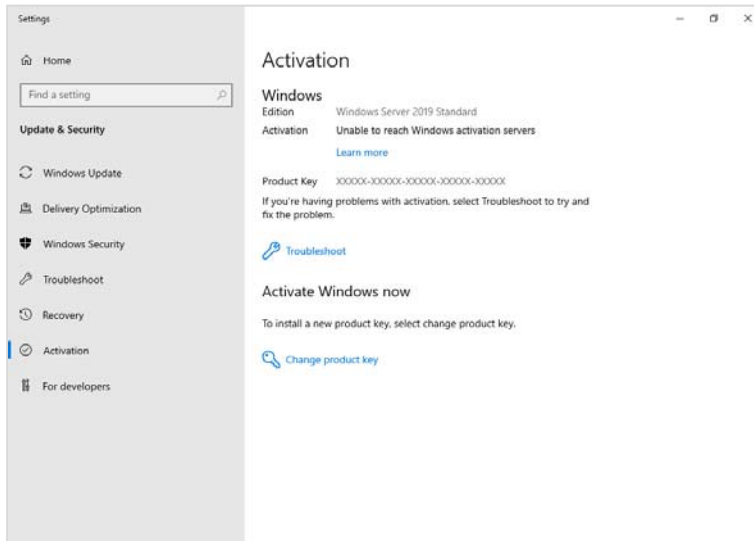 Settings
Home
Find a setting
Update & Security
Windows Update
Delivery Optimization
Windows Security
Troubleshoot
Recovery
Activation
For developers
Activation
Windows
Edition Windows Server 2019 Standard
Activation Unable to reach Windows activation servers
Learn more
Product Key XXXXX-XXXXX-XXXXX-XXXXX-XXXXX
If you're having problems with activation, select Troubleshoot to try and
fix the problem.
Troubleshoot
Activate Windows now
To install a new product key, select change product key.
Change product key